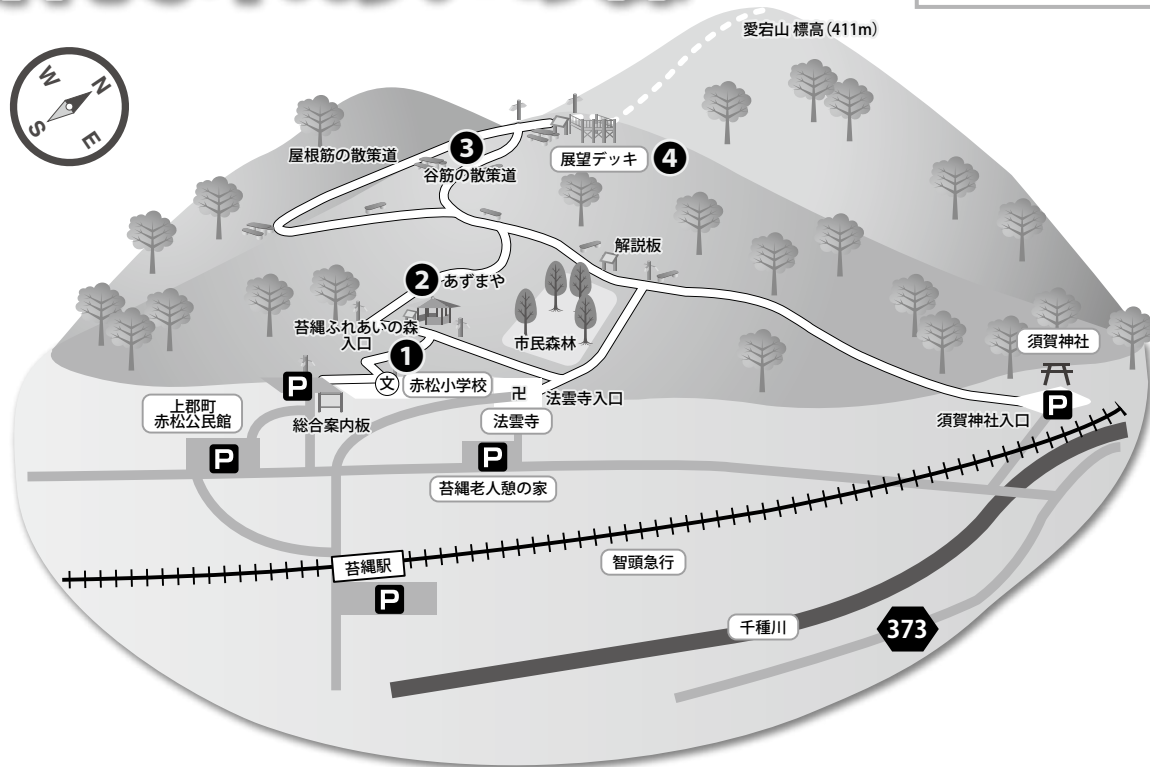 愛宕山 標高（411m）
W
N
S
E
屋根筋の散策道
3
谷筋の散策道
展望デッキ
4
解説板
2
あずまや
苔縄ふれあいの森
入口
1
市民森林
須賀神社
文
赤松小学校
P
卍
法雲寺入口
P
須賀神社入口
上郡町
赤松公民館
総合案内板
法雲寺
P
P
苔縄老人憩の家
智頭急行
苔縄駅
P
千種川
373